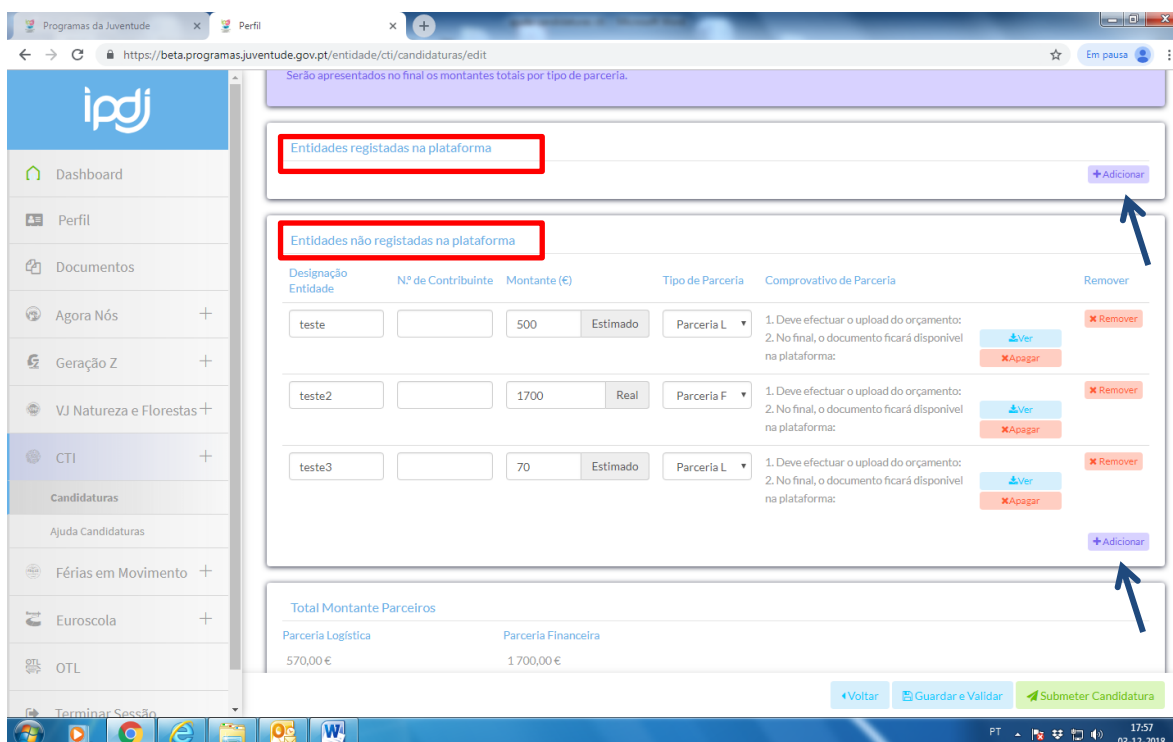 Programas da Juventude
Perfil
https://beta.programas.juventude.gov.pt/entidade/cti/candidaturas/edit
Em pausa
ipdj
Dashboard
Perfil
Documentos
Agora Nós
Geração Z
VJ Natureza e Florestas
CTI
Candidaturas
Ajuda Candidaturas
Férias em Movimento
Euroscola
OTL
Terminar Sessão
Serão apresentados no final os montantes totais por tipo de parceria.
Entidades registadas na plataforma
+Adicionar
Entidades não registadas na plataforma
Designação Entidade N.º de Contribuinte Montante (€) Tipo de Parceria Comprovativo de Parceria Remover
teste 500 Estimado Parceria L 1. Deve efectuar o upload do orçamento: Remover
2. No final, o documento ficará disponivel Ver
na plataforma: Apagar
teste2 1700 Real Parceria F 1. Deve efectuar o upload do orçamento: Remover
2. No final, o documento ficará disponivel Ver
na plataforma: Apagar
teste3 70 Estimado Parceria L 1. Deve efectuar o upload do orçamento: Remover
2. No final, o documento ficará disponivel Ver
na plataforma: Apagar
+Adicionar
Total Montante Parceiros
Parceria Logística Parceria Financeira
570,00 € 1 700,00 €
Voltar Guardar e Validar Submeter Candidatura
PT 17:57
03-12-2018